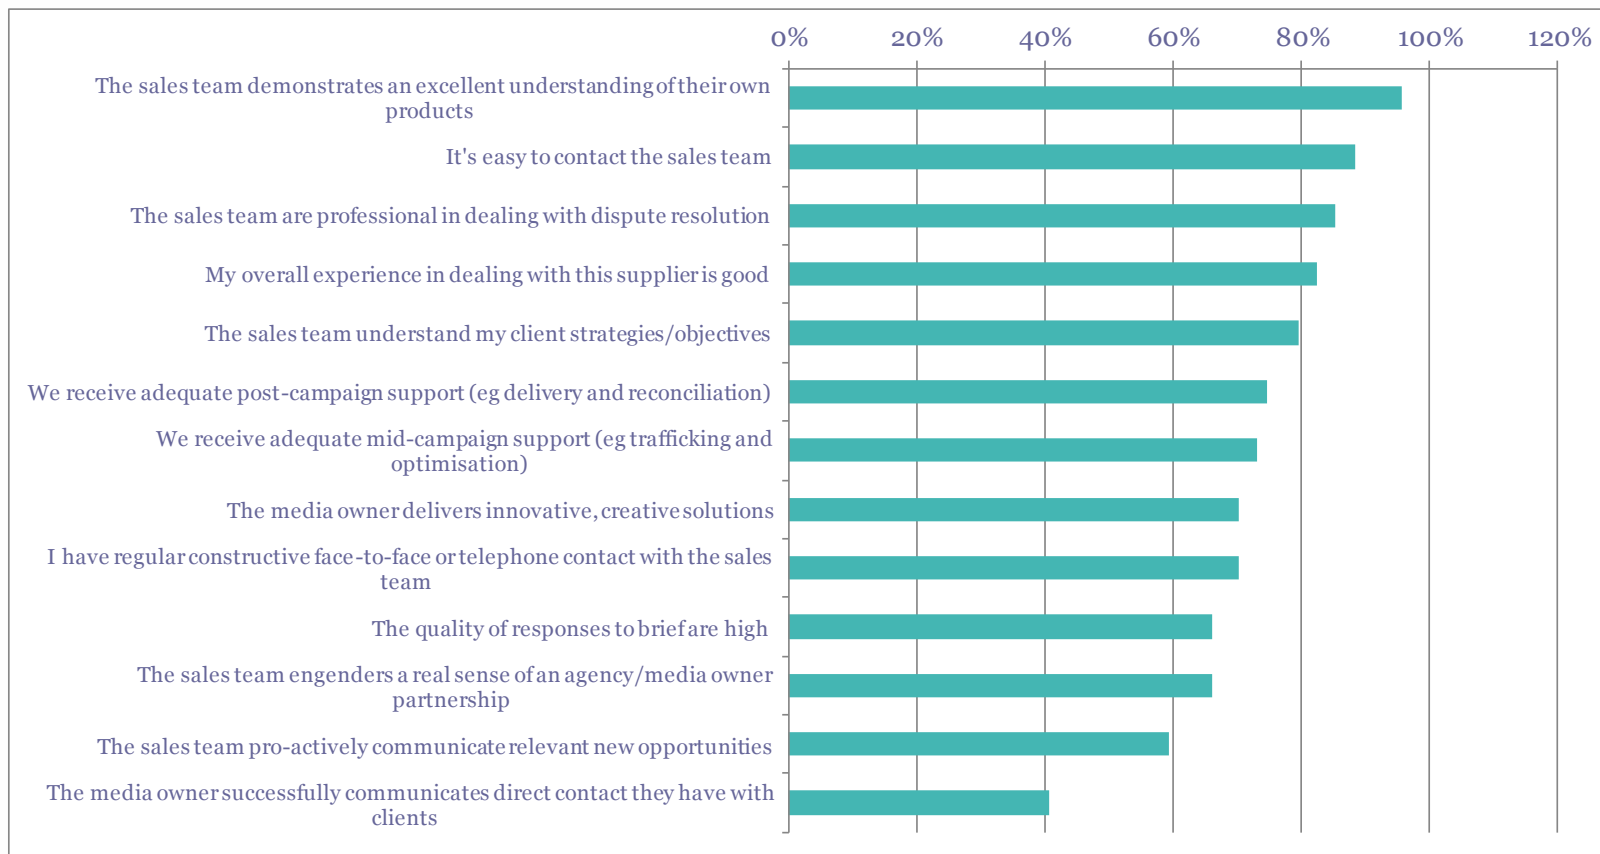 0% 20% 40% 60% 80% 100% 120%
The sales team demonstrates an excellent understanding of their own
products
It's easy to contact the sales team
The sales team are professional in dealing with dispute resolution
My overall experience in dealing with this supplier is good
The sales team understand my client strategies/objectives
We receive adequate post-campaign support (eg delivery and reconciliation)
We receive adequate mid-campaign support (eg trafficking and
optimisation)
The media owner delivers innovative, creative solutions
I have regular constructive face-to-face or telephone contact with the sales
team
The quality of responses to brief are high
The sales team engenders a real sense of an agency/media owner
partnership
The sales team pro-actively communicate relevant new opportunities
The media owner successfully communicates direct contact they have with
clients